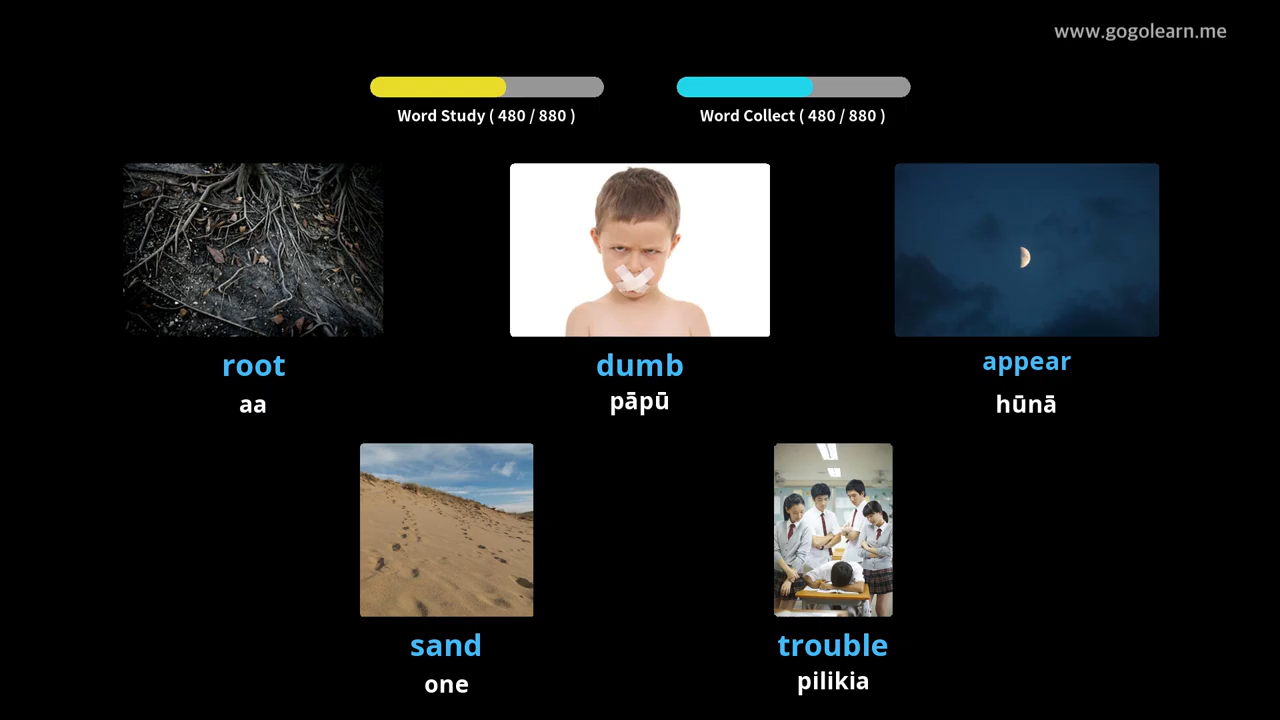 www.gogolearn.me
Word Study ( 480 / 880 )
Word Collect ( 480 / 880 )
root
aa
dumb
pāpū
appear
hūnā
sand
one
trouble
pilikia